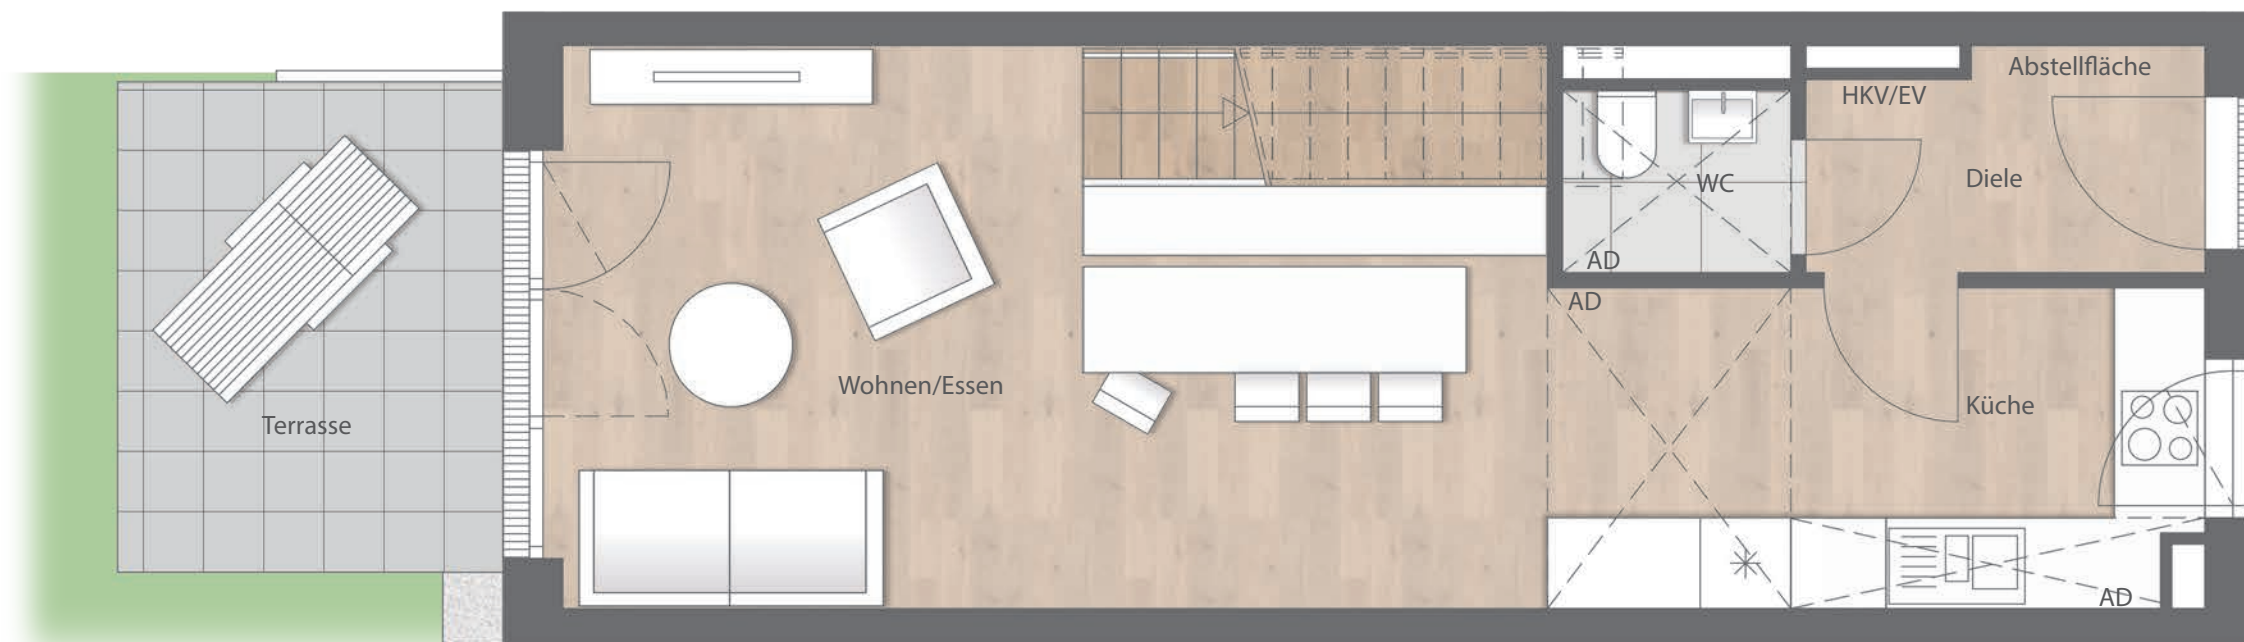 Abstellfläche
HKV/EV
Diele
WC
AD
AD
Wohnen/Essen
Küche
Terrasse
AD